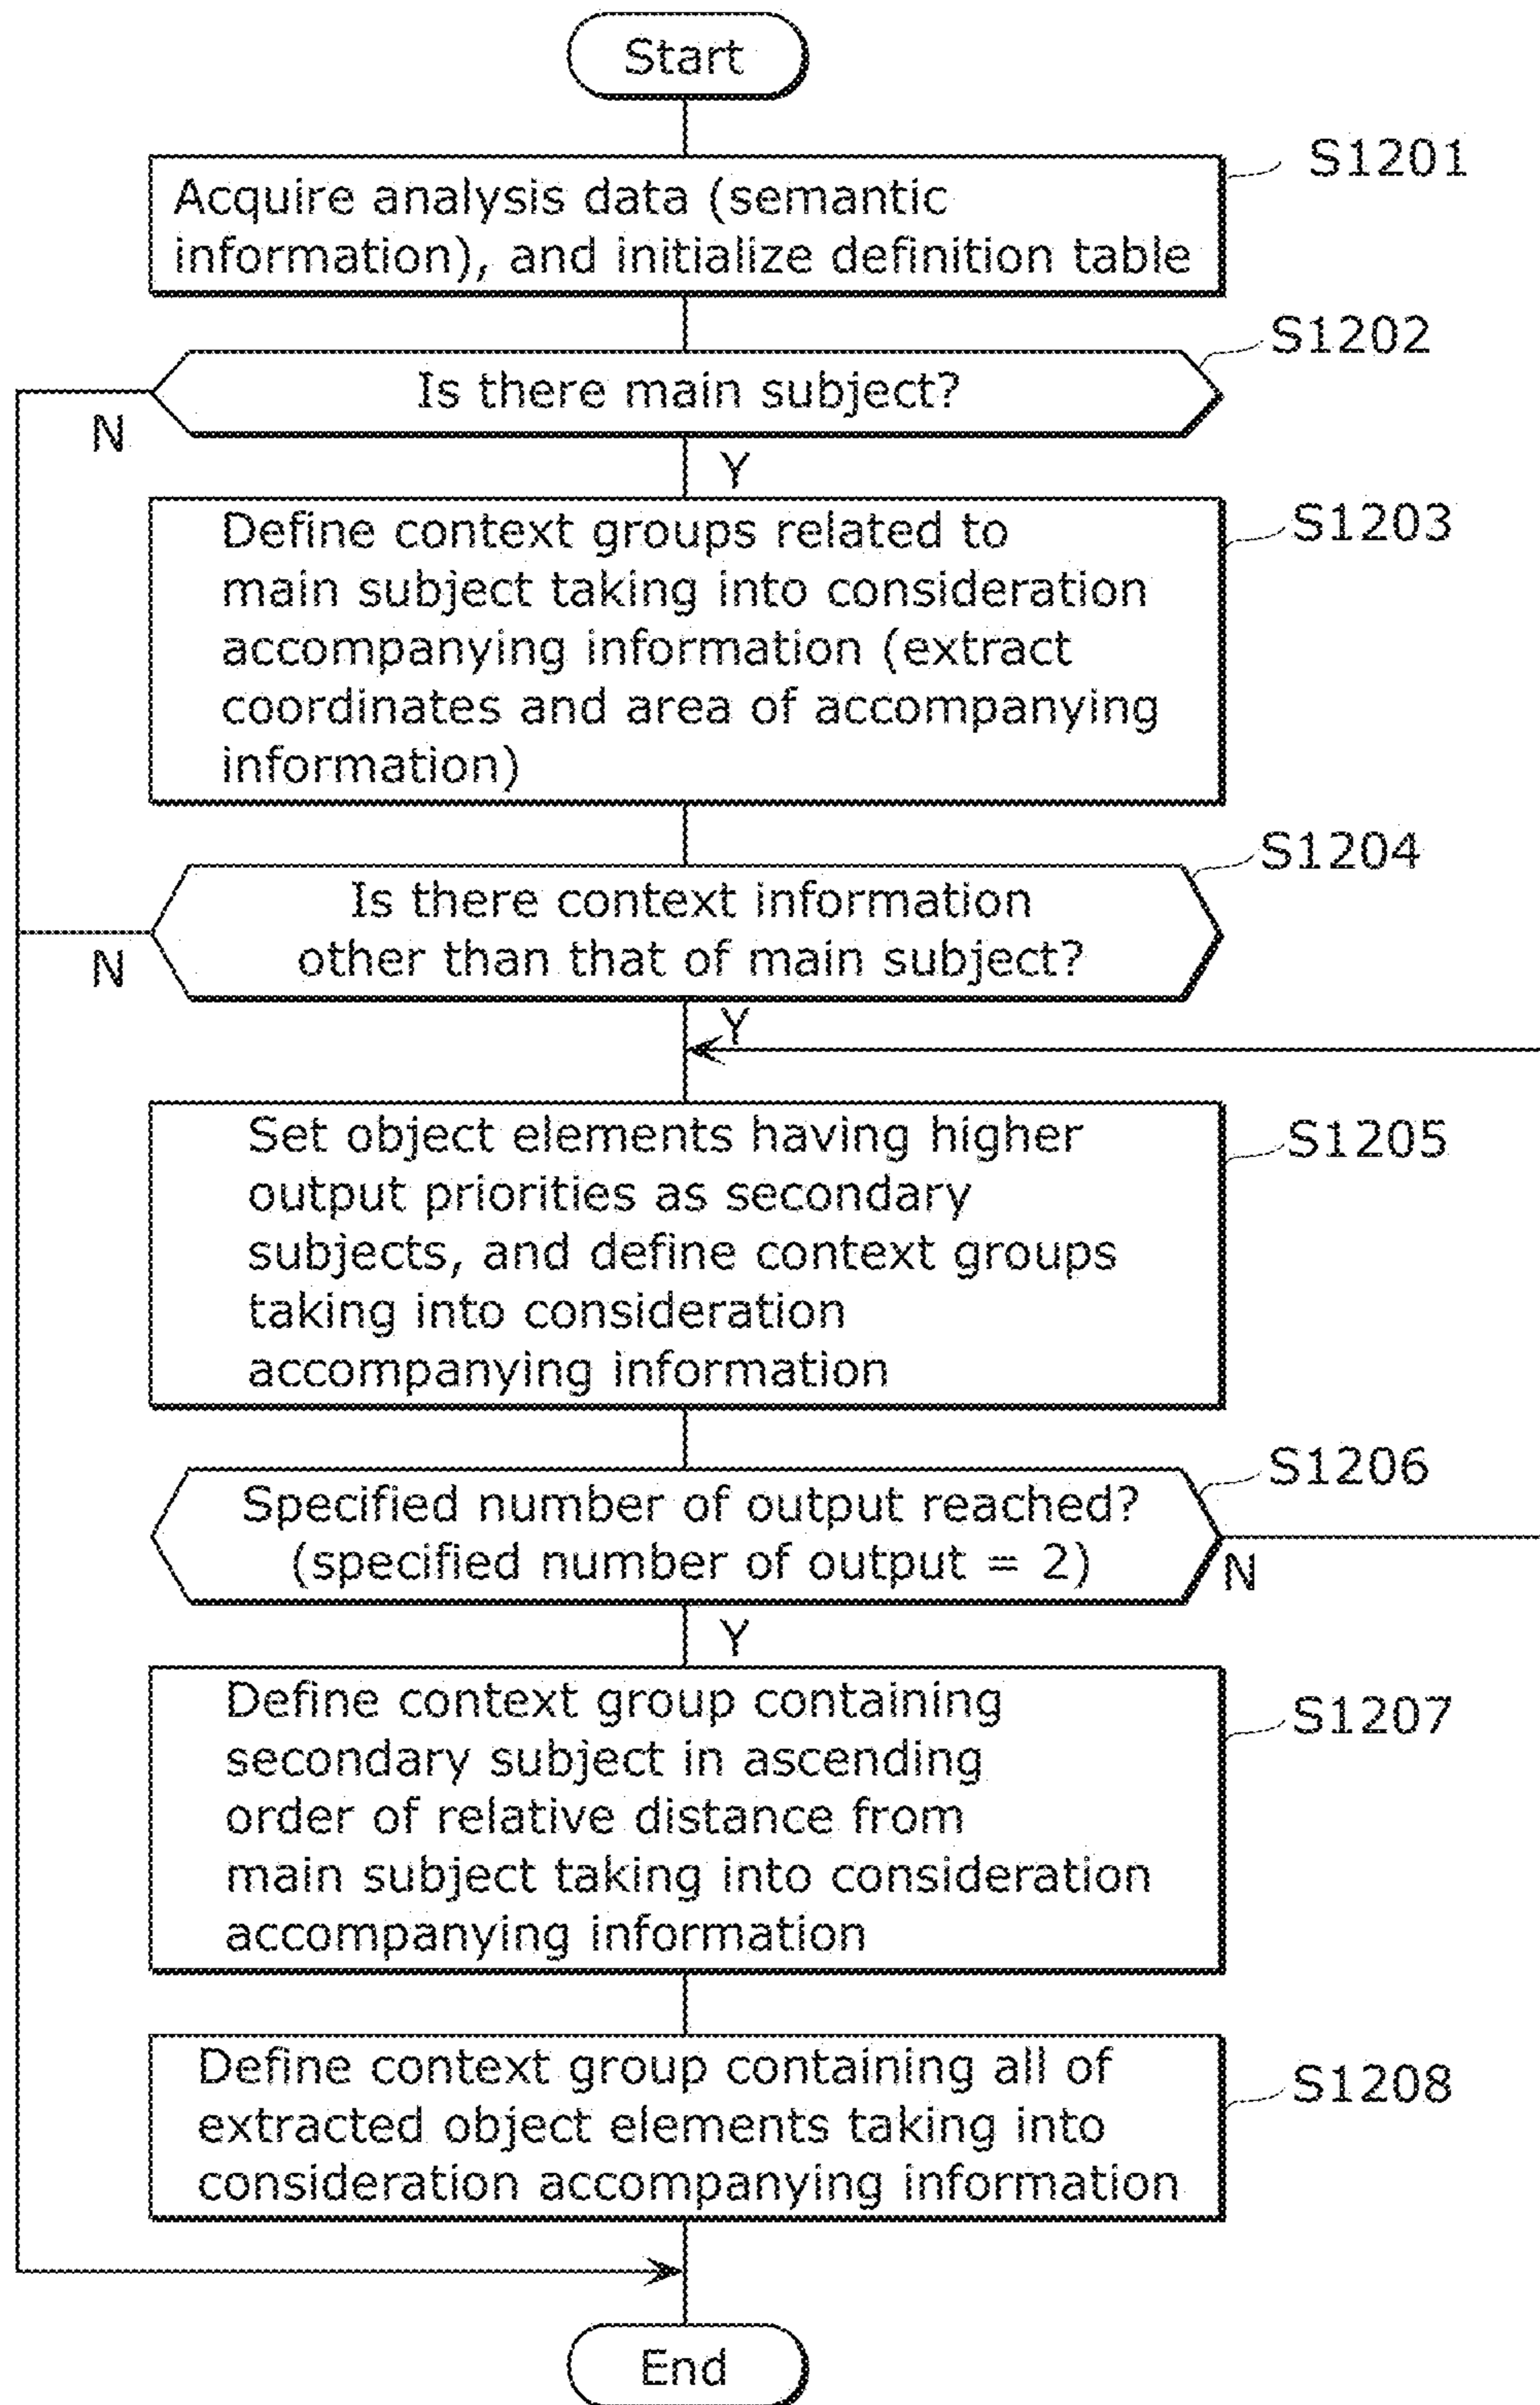 Start
S1201
Acquire analysis data (semantic
information), and initialize definition table
S1202
Is there main subject?
N
Y
S1203
Define context groups related to
main subject taking into consideration
accompanying information (extract
coordinates and area of accompanying
information)
S1204
Is there context information
other than that of main subject?
N
Y
S1205
Set object elements having higher
output priorities as secondary
subjects, and define context groups
taking into consideration
accompanying information
S1206
Specified number of output reached?
(specified number of output = 2)
N
Y
S1207
Define context group containing
secondary subject in ascending
order of relative distance from
main subject taking into consideration
accompanying information
S1208
Define context group containing all of
extracted object elements taking into
consideration accompanying information
End